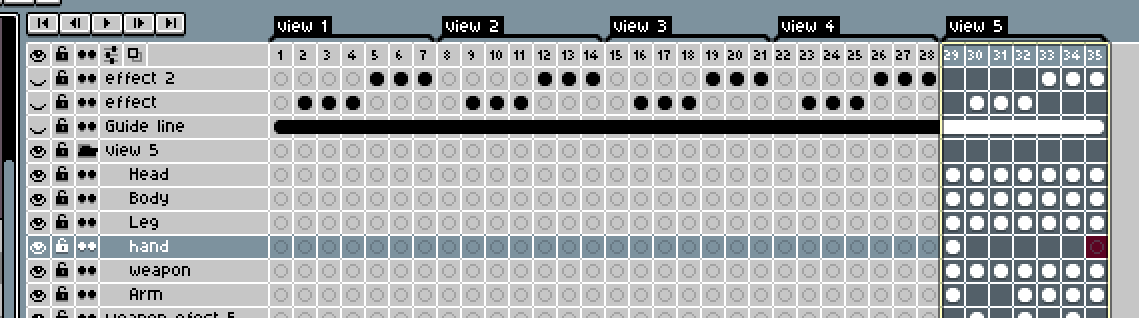 View 1 View 2 View 3 View 4 View 5
1 2 3 4 5 6 7 8 9 10 11 12 13 14 15 16 17 18 19 20 21 22 23 24 25 26 27 28 29 30 31 32 33 34 35
effect 2
effect
Guide line
View 5
Head
Body
Leg
hand
weapon
Arm